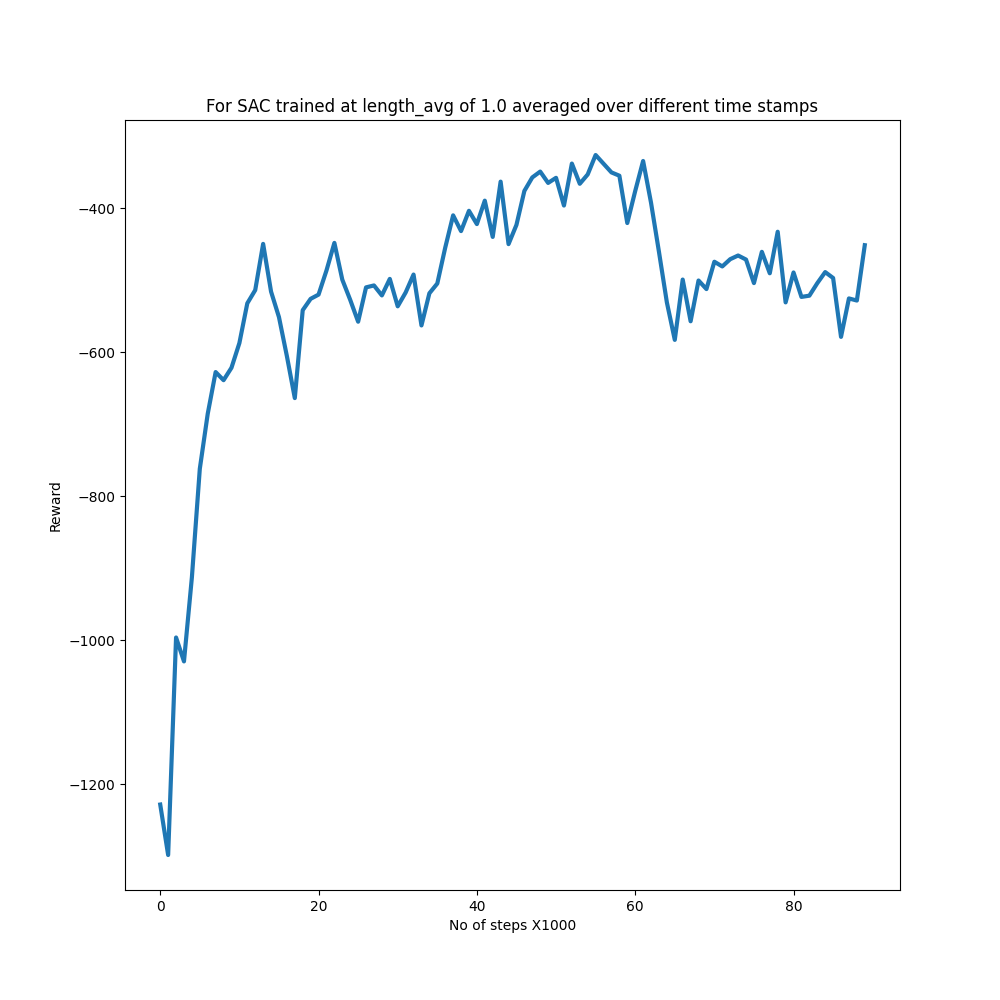 For SAC trained at length_avg of 1.0 averaged over different time stamps
−400
−600
−800
−1000
−1200
Reward
0 20 40 60 80
No of steps X1000